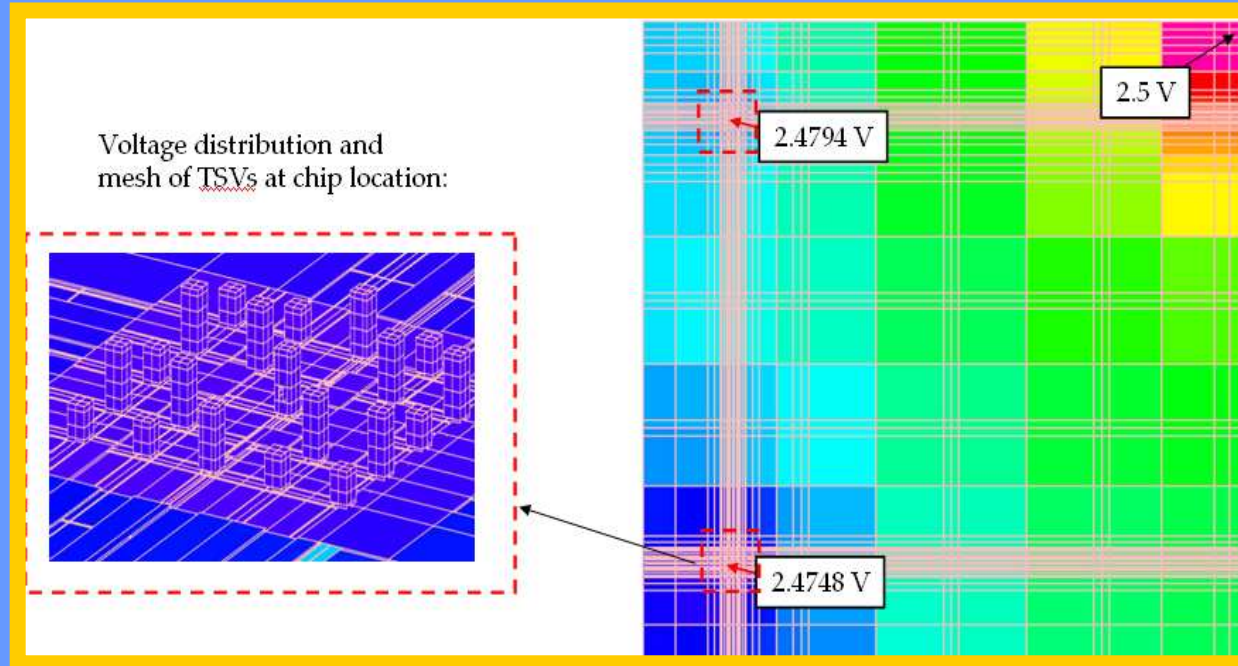 Voltage distribution and
mesh of TSVs at chip location:
2.5 V
2.4794 V
2.4748 V